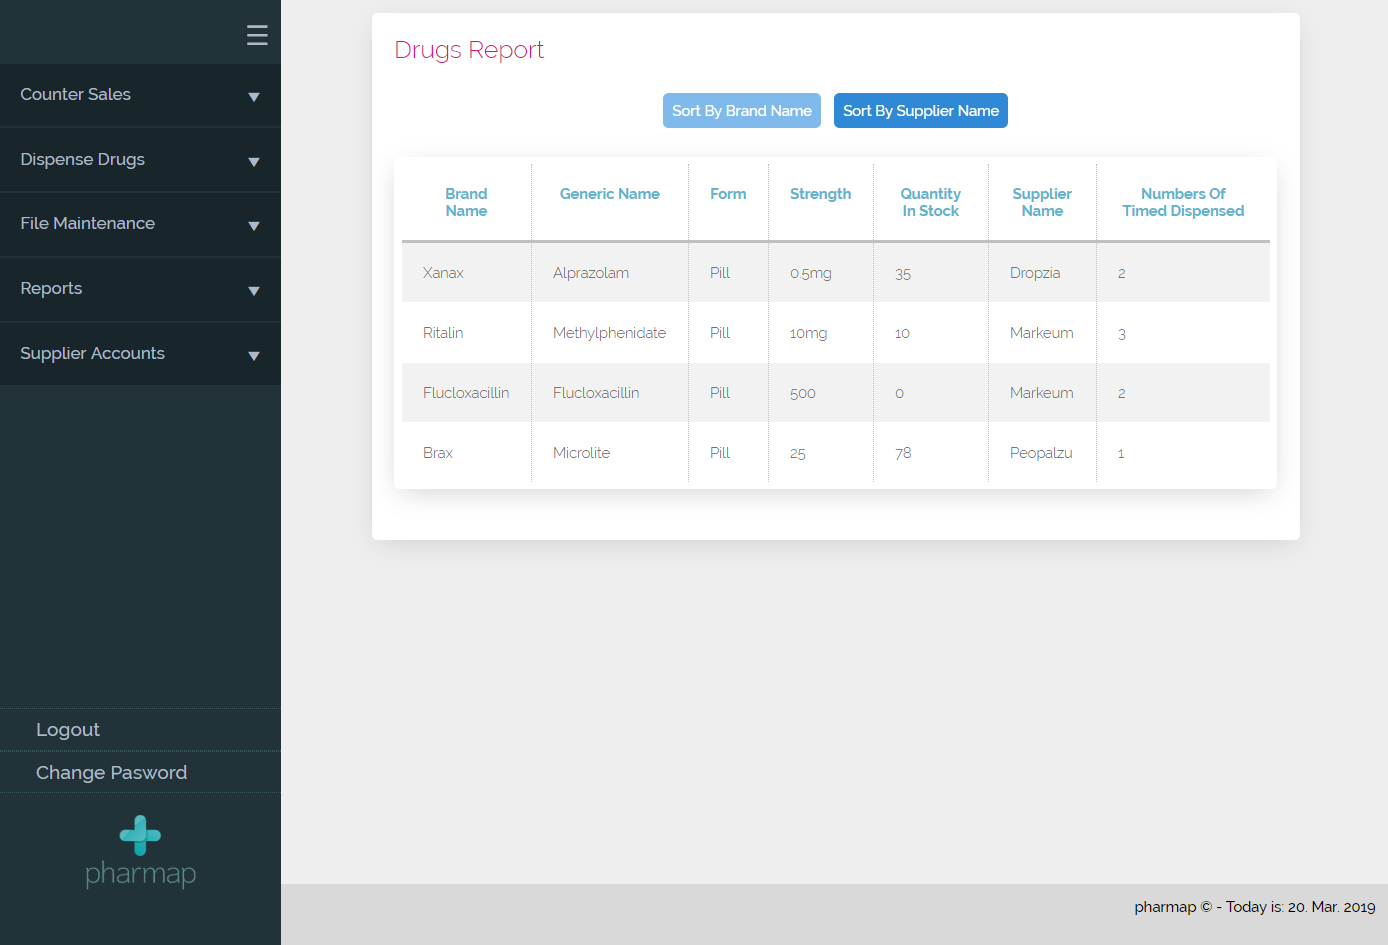 ☰
Counter Sales ▼
Dispense Drugs ▼
File Maintenance ▼
Reports ▼
Supplier Accounts ▼
Logout
Change Pasword
pharmap
Drugs Report
Sort By Brand Name Sort By Supplier Name
Brand Name Generic Name Form Strength Quantity In Stock Supplier Name Numbers Of Timed Dispensed
Xanax Alprazolam Pill 0.5mg 35 Dropzia 2
Ritalin Methylphenidate Pill 10mg 10 Markeum 3
Flucloxacillin Flucloxacillin Pill 500 0 Markeum 2
Brax Microlite Pill 25 78 Peopalzu 1
pharmap © - Today is: 20. Mar. 2019